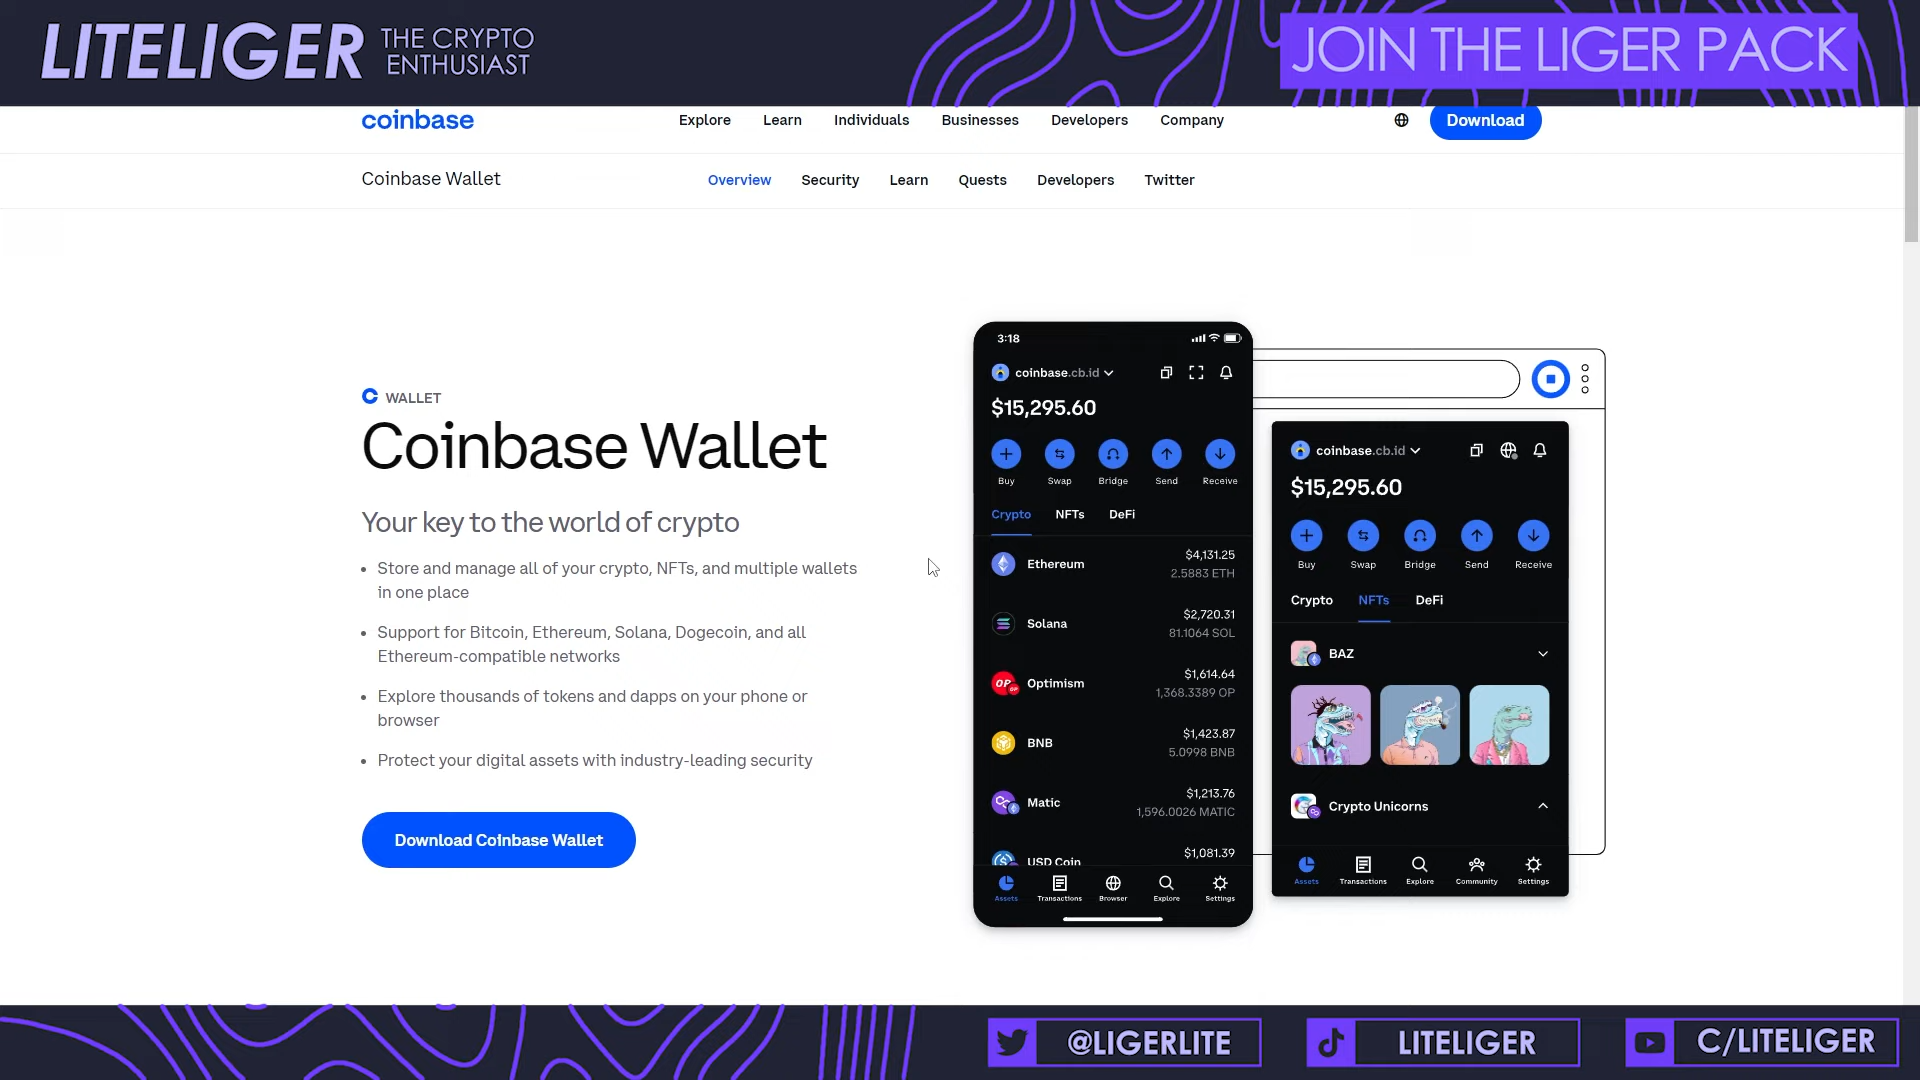 LITELIGER THE CRYPTO ENTHUSIAST
JOIN THE LIGER PACK
coinbase
Explore Learn Individuals Businesses Developers Company
Download
Coinbase Wallet
Overview Security Learn Quests Developers Twitter
WALLET
Coinbase Wallet
Your key to the world of crypto
• Store and manage all of your crypto, NFTs, and multiple wallets
in one place
• Support for Bitcoin, Ethereum, Solana, Dogecoin, and all
Ethereum-compatible networks
• Explore thousands of tokens and dapps on your phone or
browser
• Protect your digital assets with industry-leading security
Download Coinbase Wallet
3:18
coinbase.cb.id
$15,295.60
Buy Swap Bridge Send Receive
Crypto NFTs DeFi
Ethereum $4,131.25
2.5883 ETH
Solana $2,720.31
81.1064 SOL
OP OP Optimism $1,614.64
1,368.3389 OP
BNB $1,423.87
5.0998 BNB
Matic $1,213.76
1,596.0026 MATIC
USD Coin $1,081.39
Assets Transactions Browser Explore Settings
coinbase.cb.id
$15,295.60
Buy Swap Bridge Send Receive
Crypto NFTs DeFi
BAZ
Crypto Unicorns
Assets Transactions Explore Community Settings
@LIGERLITE
LITELIGER
C/LITELIGER